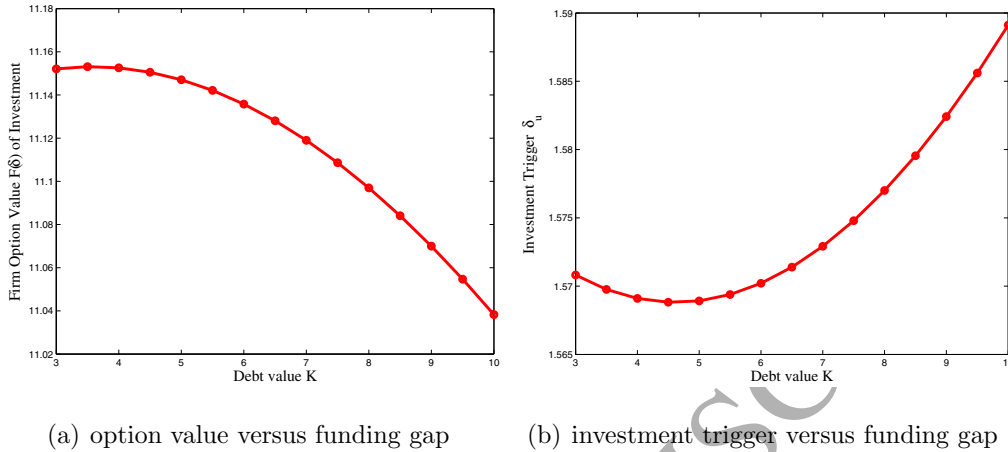 11.18
11.16
11.14
11.12
11.1
11.08
11.06
11.04
11.02
Firm Option Value F(δ) of Investment
3 4 5 6 7 8 9 10
Debt value K
1.59
1.585
1.58
1.575
1.57
1.565
Investment Trigger δu
3 4 5 6 7 8 9 1
Debt value K
(a) option value versus funding gap
(b) investment trigger versus funding gap
SC